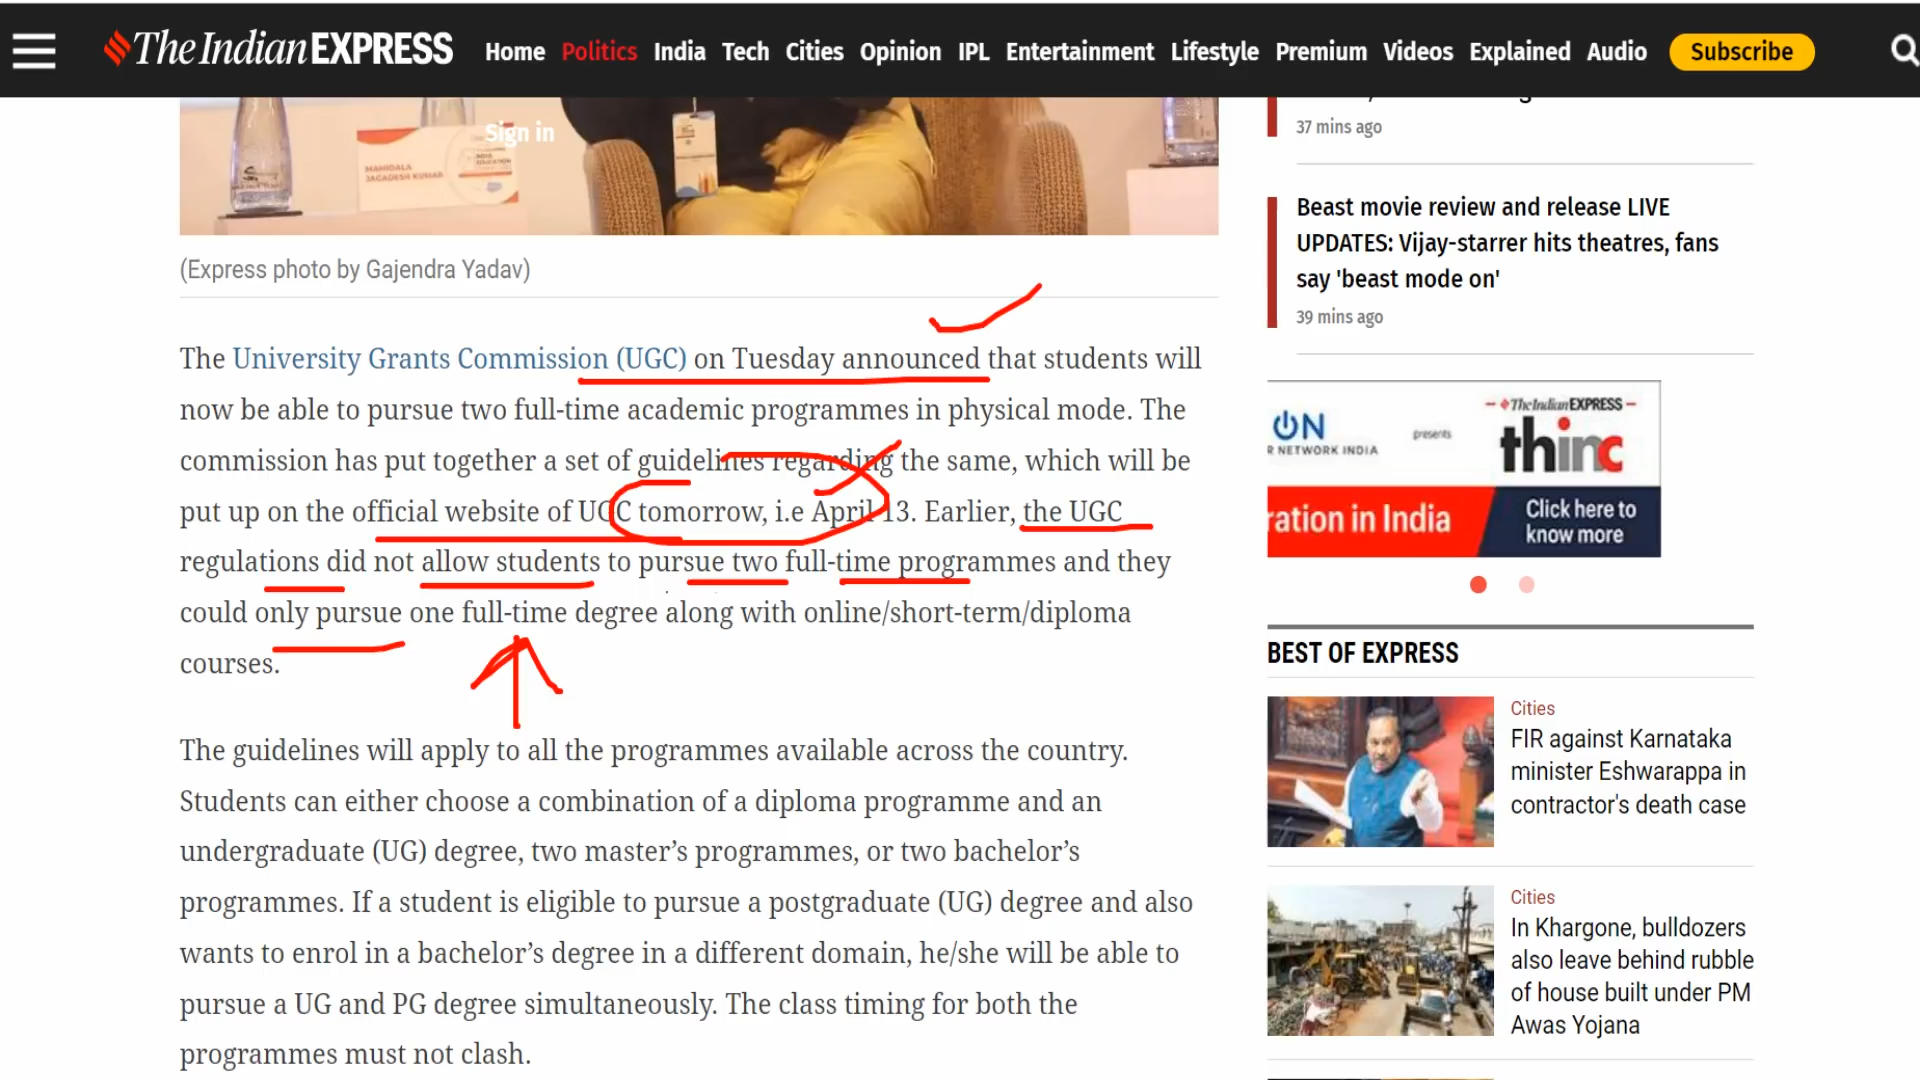 The Indian EXPRESS
Home Politics India Tech Cities Opinion IPL Entertainment Lifestyle Premium Videos Explained Audio Subscribe
Sign in
MAMIDALA
JAGADESH KUMAR
(Express photo by Gajendra Yadav)
The University Grants Commission (UGC) on Tuesday announced that students will
now be able to pursue two full-time academic programmes in physical mode. The
commission has put together a set of guidelines regarding the same, which will be
put up on the official website of UGC tomorrow, i.e April 13. Earlier, the UGC
regulations did not allow students to pursue two full-time programmes and they
could only pursue one full-time degree along with online/short-term/diploma
courses.
The guidelines will apply to all the programmes available across the country.
Students can either choose a combination of a diploma programme and an
undergraduate (UG) degree, two master’s programmes, or two bachelor’s
programmes. If a student is eligible to pursue a postgraduate (UG) degree and also
wants to enrol in a bachelor’s degree in a different domain, he/she will be able to
pursue a UG and PG degree simultaneously. The class timing for both the
programmes must not clash.
37 mins ago
Beast movie review and release LIVE
UPDATES: Vijay-starrer hits theatres, fans
say 'beast mode on'
39 mins ago
ON
R NETWORK INDIA
presents
The Indian EXPRESS
thinc
ration in India
Click here to
know more
BEST OF EXPRESS
Cities
FIR against Karnataka
minister Eshwarappa in
contractor's death case
Cities
In Khargone, bulldozers
also leave behind rubble
of house built under PM
Awas Yojana